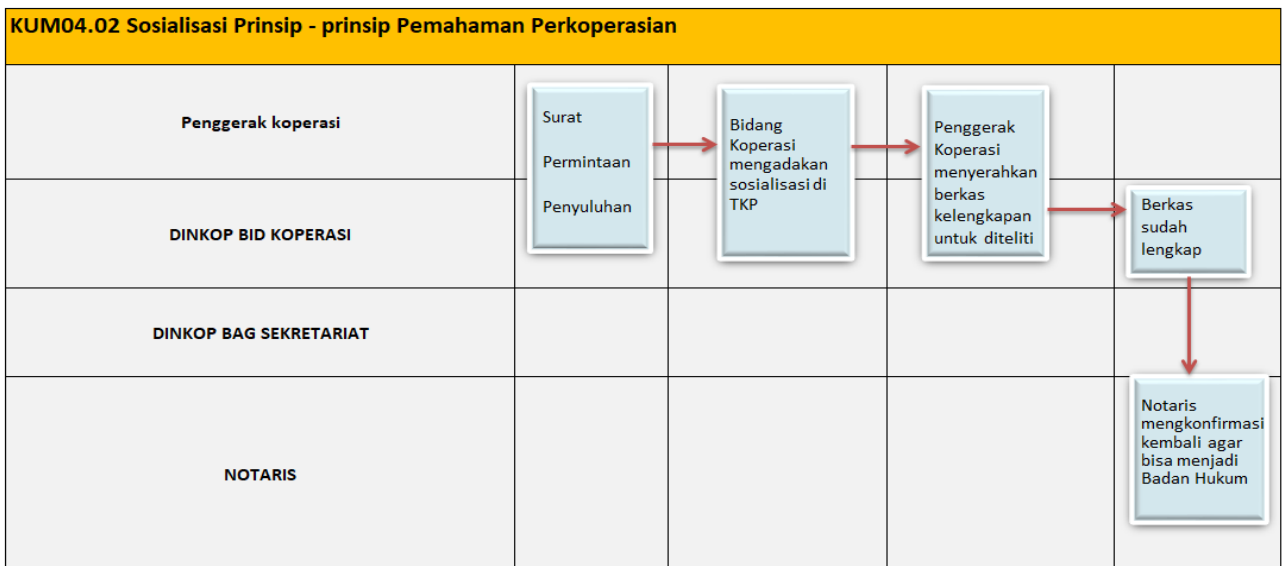 KUM04.02 Sosialisasi Prinsip - prinsip Pemahaman Perkoperasian
Penggerak koperasi
Surat
Permintaan
Penyuluhan
Bidang
Koperasi
mengadakan
sosialisasi di
TKP
Penggerak
Koperasi
menyerahkan
berkas
kelengkapan
untuk diteliti
DINKOP BID KOPERASI
Berkas
sudah
lengkap
DINKOP BAG SEKRETARIAT
NOTARIS
Notaris
mengkonfirmasi
kembali agar
bisa menjadi
Badan Hukum